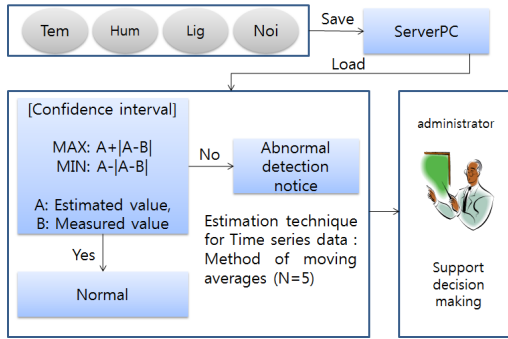 Tem
Hum
Lig
Noi
Save
ServerPC
Load
[Confidence interval]
MAX: A+|A-B|
MIN: A-|A-B|
A: Estimated value,
B: Measured value
No
Abnormal
detection
notice
Yes
Normal
Estimation technique
for Time series data :
Method of moving
averages (N=5)
administrator
Support
decision
making